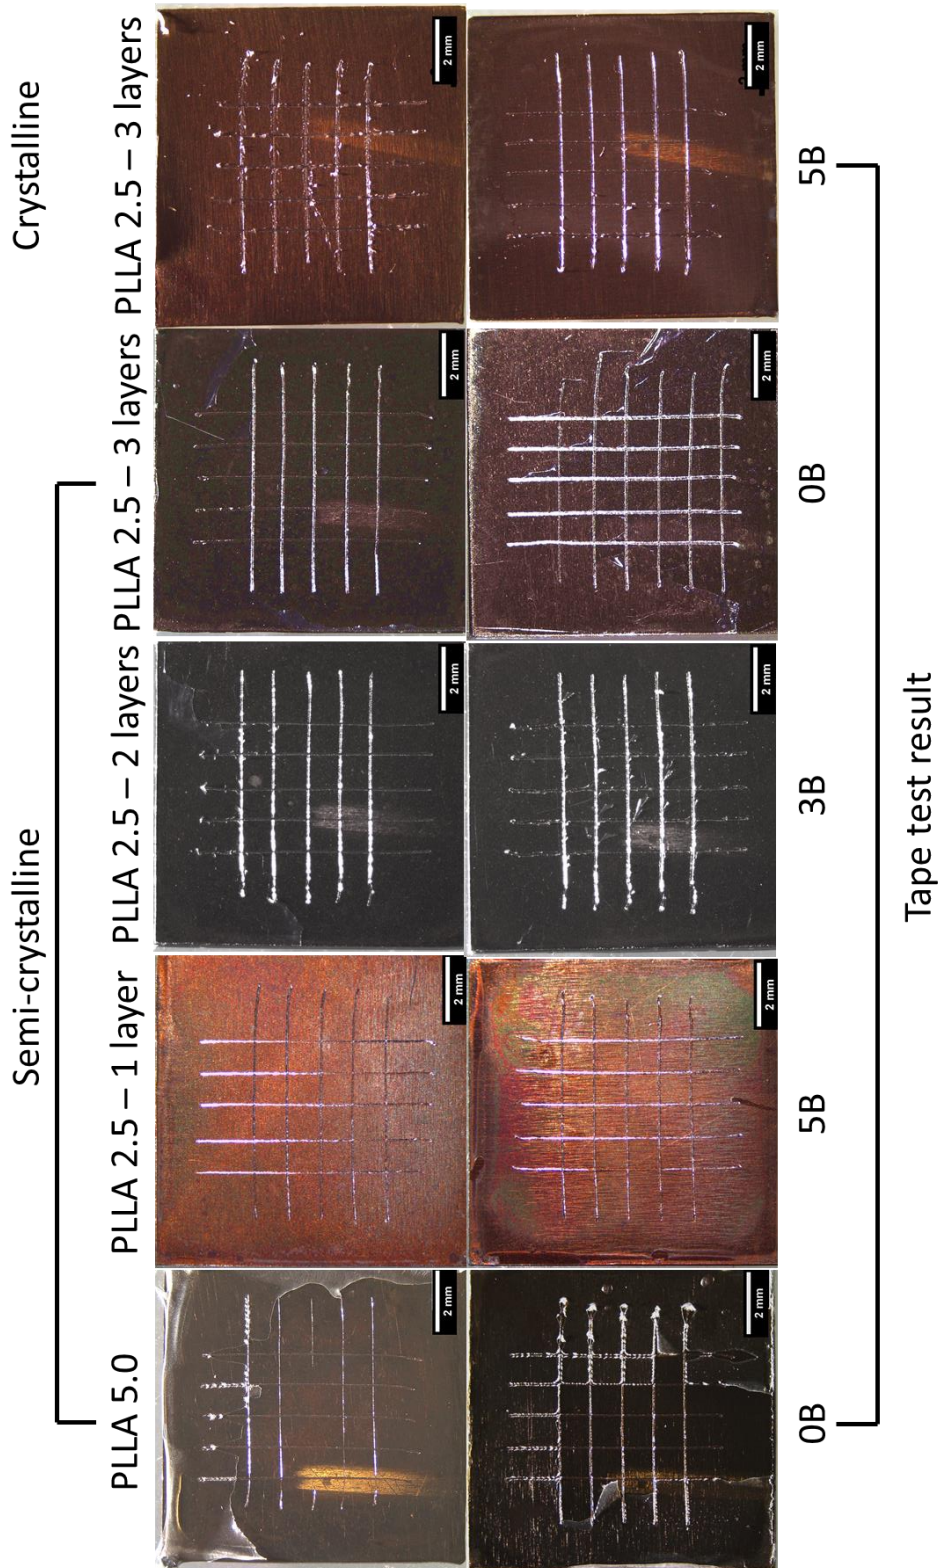 Semi-crystalline
Crystalline
PLLA 5.0
PLLA 2.5 – 1 layer
PLLA 2.5 – 2 layers
PLLA 2.5 – 3 layers
PLLA 2.5 – 3 layers
2 mm
2 mm
2 mm
2 mm
2 mm
2 mm
2 mm
2 mm
2 mm
2 mm
0B
5B
3B
0B
5B
Tape test result